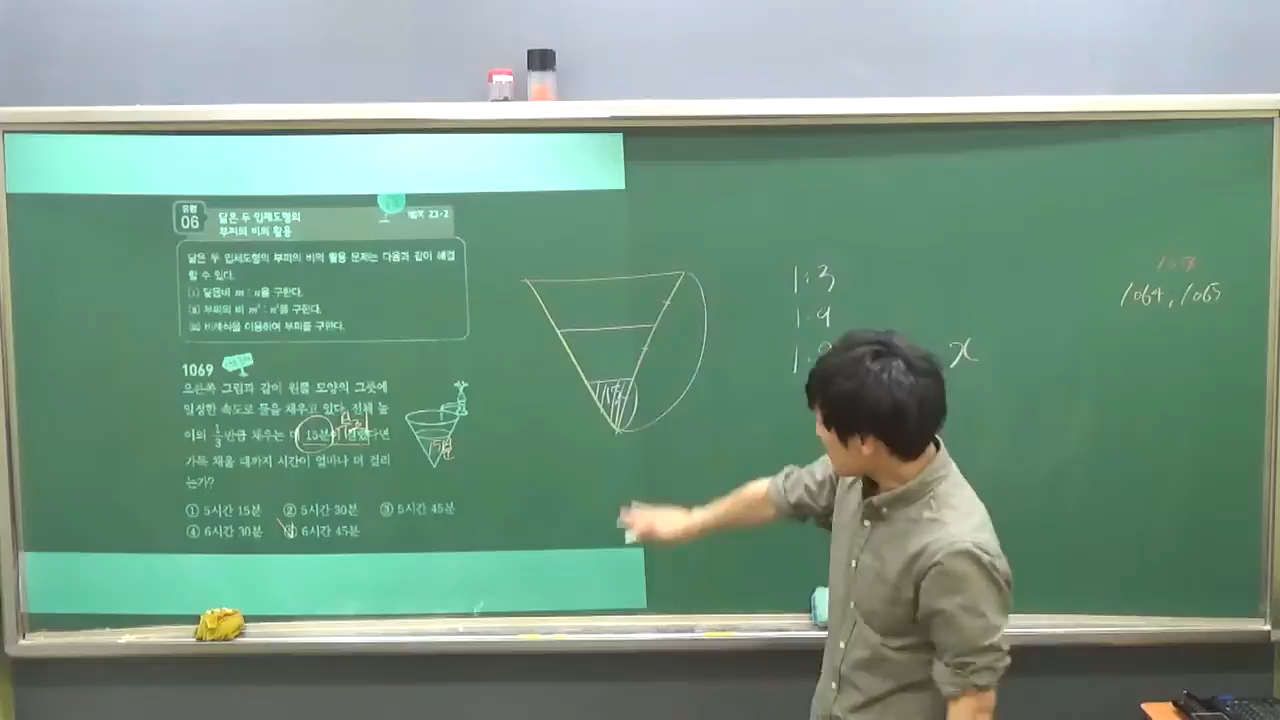 유형 06 닮은 두 입체도형의
부피의 비의 활용
개념 23-2
닮은 두 입체도형의 부피의 비의 활용 문제는 다음과 같이 해결
할 수 있다.
(i) 닮음비 m : n을 구한다.
(ii) 부피의 비 m³ : n³을 구한다.
(iii) 비례식을 이용하여 부피를 구한다.
1069
오른쪽 그림과 같이 원뿔 모양의 그릇에
일정한 속도로 물을 채우고 있다. 전체 높
이의 1/3만큼 채우는 데 15분이 걸렸다면
가득 채울 때까지 시간이 얼마나 더 걸리
는가?
① 5시간 15분 ② 5시간 30분 ③ 5시간 45분
④ 6시간 30분 ⑤ 6시간 45분
15분
1:3
1:9
x
1064, 1065